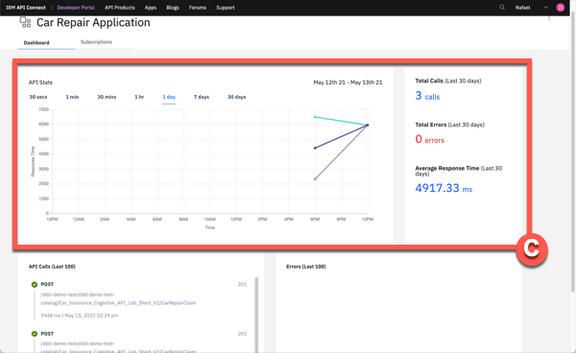 IBM API Connect | Developer Portal API Products Apps Blogs Forums Support Rafael
Car Repair Application
Dashboard Subscriptions
API Stats May 12th 21 - May 13th 21
30 secs 1 min 30 mins 1 hr 1 day 7 days 30 days
7000
6000
5000
4000
3000
2000
1000
0
Response Time
10PM 12AM 2AM 4AM 6AM 8AM 10AM 12PM 2PM 4PM 6PM 8PM 10PM
Time
Total Calls (Last 30 days)
3 calls
Total Errors (Last 30 days)
0 errors
Average Response Time (Last 30
days)
4917.33 ms
C
API Calls (Last 100)
POST 201
/ddd-demo-test/ddd-demo-test-
catalog/Car_Insurance_Cognitive_API_Lab_Short_V2/CarRepairClaim
5948 ms | May 13, 2021 10:29 pm
POST 201
/ddd-demo-test/ddd-demo-test-
catalog/Car_Insurance_Cognitive_API_Lab_Short_V2/CarRepairClaim
Errors (Last 100)